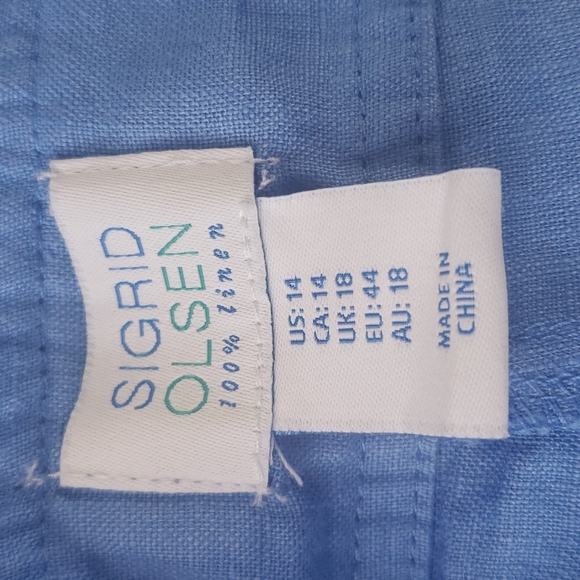 SIGRID
OLSEN
100% linen
US: 14
CA: 14
UK: 18
EU: 44
AU: 18
MADE IN
CHINA